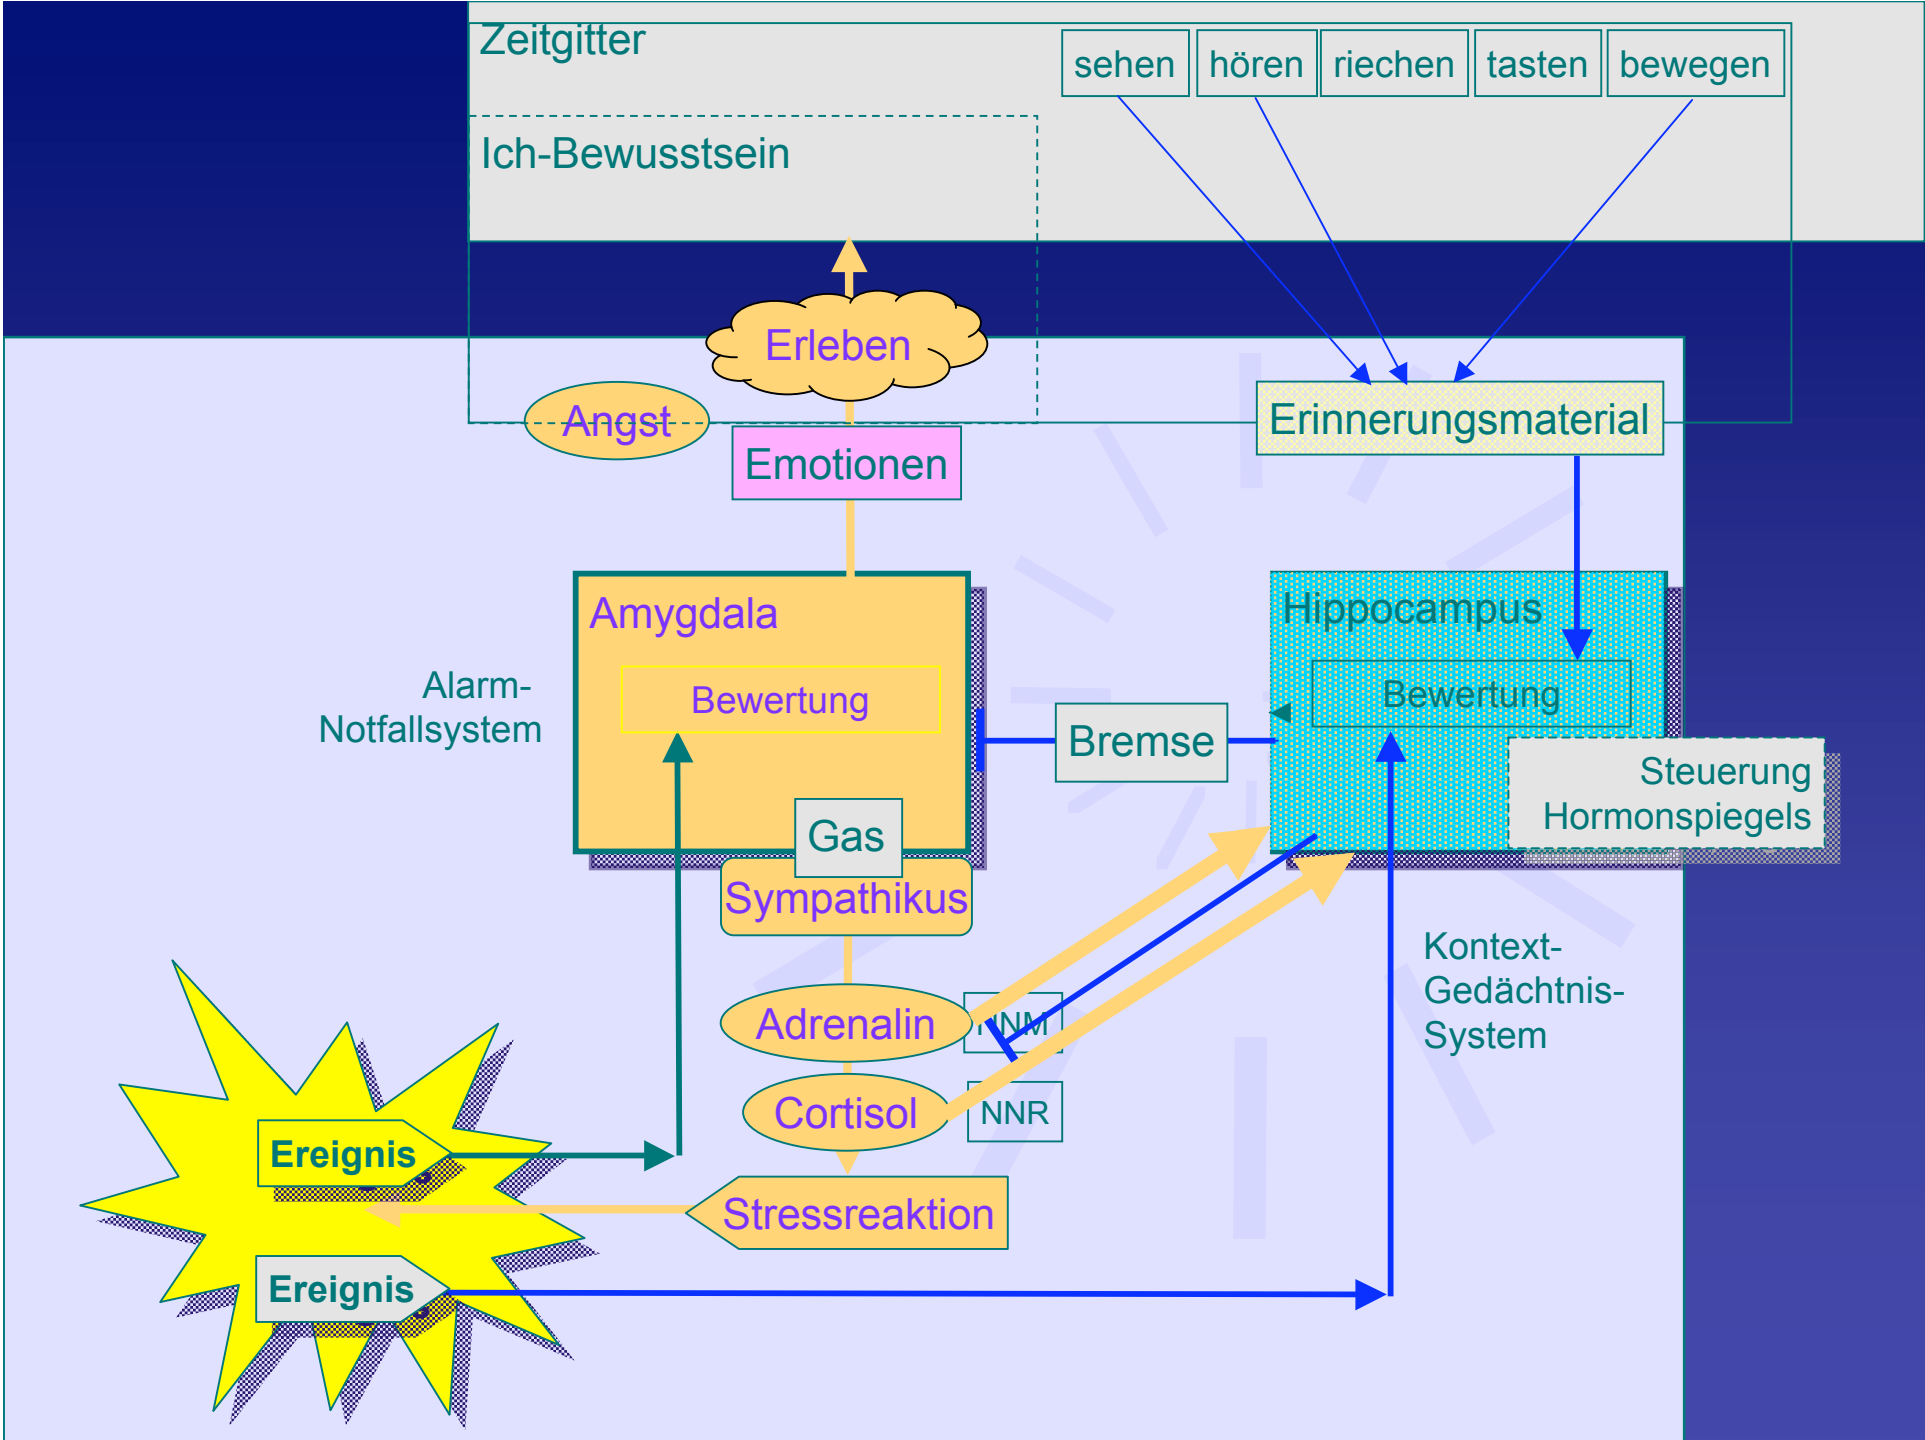 Zeitgitter
sehen
hören
riechen
tasten
bewegen
Ich-Bewusstsein
Erleben
Angst
Erinnerungsmaterial
Emotionen
Amygdala
Hippocampus
Alarm-
Notfallsystem
Bewertung
Bewertung
Bremse
Steuerung
Hormonspiegels
Gas
Sympathikus
Kontext-
Gedächtnis-
System
Adrenalin
NNM
Cortisol
NNR
Ereignis
Stressreaktion
Ereignis